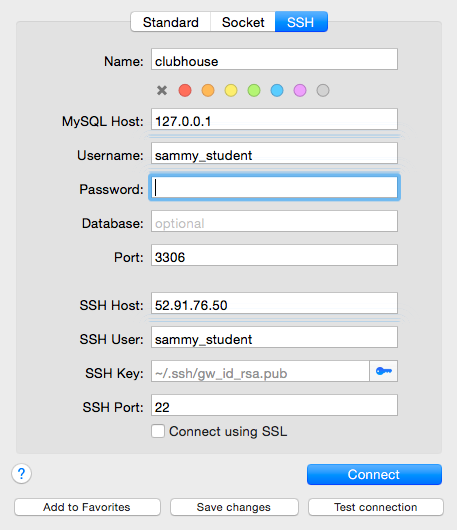 Standard Socket SSH
Name: clubhouse
MySQL Host: 127.0.0.1
Username: sammy_student
Password:
Database: optional
Port: 3306
SSH Host: 52.91.76.50
SSH User: sammy_student
SSH Key: ~/.ssh/gw_id_rsa.pub
SSH Port: 22
Connect using SSL
? Connect
Add to Favorites Save changes Test connection